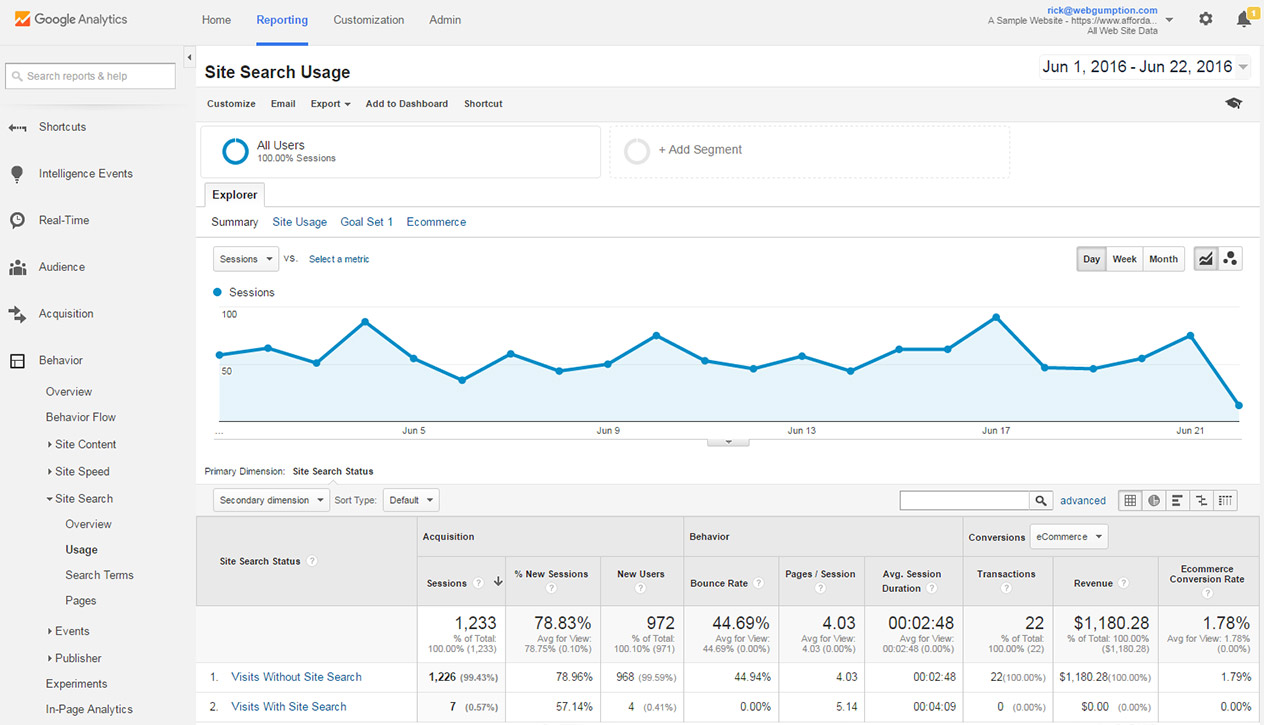 Google Analytics
Home Reporting Customization Admin
rick@webgumption.com
A Sample Website - https://www.afforda...
All Web Site Data
1
Search reports & help
Shortcuts
Intelligence Events
Real-Time
Audience
Acquisition
Behavior
Overview
Behavior Flow
Site Content
Site Speed
Site Search
Overview
Usage
Search Terms
Pages
Events
Publisher
Experiments
In-Page Analytics
Site Search Usage
Jun 1, 2016 - Jun 22, 2016
Customize Email Export Add to Dashboard Shortcut
All Users
100.00% Sessions
+ Add Segment
Explorer
Summary Site Usage Goal Set 1 Ecommerce
Sessions VS. Select a metric
Day Week Month
Sessions
100
50
... Jun 5 Jun 9 Jun 13 Jun 17 Jun 21
Primary Dimension: Site Search Status
Secondary dimension Sort Type: Default
advanced
Site Search Status ?
Acquisition
Behavior
Conversions eCommerce
Sessions ?
% New Sessions
?
New Users
?
Bounce Rate ?
Pages / Session
?
Avg. Session
Duration ?
Transactions
?
Revenue ?
Ecommerce
Conversion Rate
?
1,233
% of Total:
100.00% (1,233)
78.83%
Avg for View:
78.75% (0.10%)
972
% of Total:
100.10% (971)
44.69%
Avg for View:
44.69% (0.00%)
4.03
Avg for View:
4.03 (0.00%)
00:02:48
Avg for View:
00:02:48 (0.00%)
22
% of Total:
100.00% (22)
$1,180.28
% of Total: 100.00%
($1,180.28)
1.78%
Avg for View: 1.78%
(0.00%)
1. Visits Without Site Search 1,226 (99.43%) 78.96% 968 (99.59%) 44.94% 4.03 00:02:48 22(100.00%) $1,180.28(100.00%) 1.79%
2. Visits With Site Search 7 (0.57%) 57.14% 4 (0.41%) 0.00% 5.14 00:04:09 0 (0.00%) $0.00 (0.00%) 0.00%